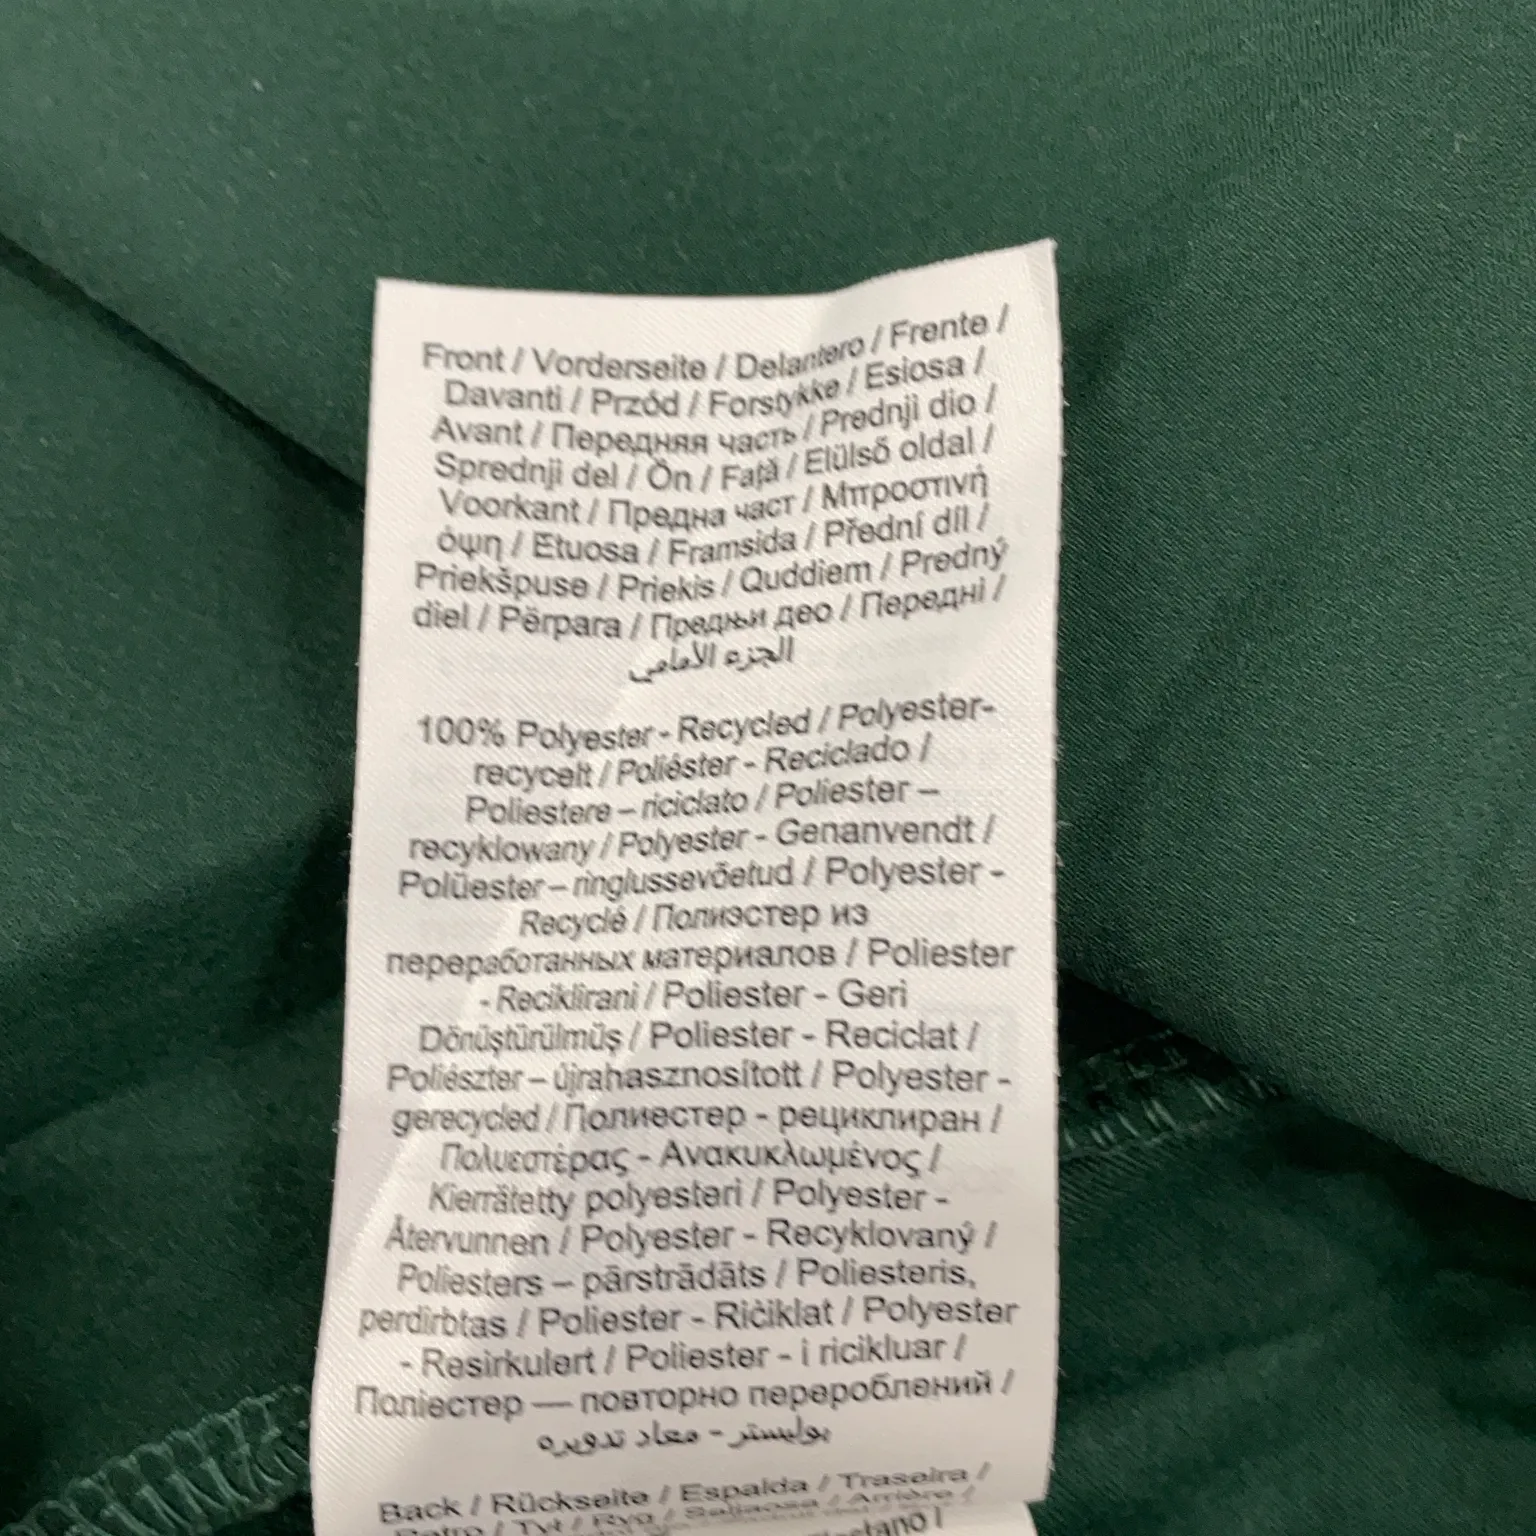 Front / Vorderseite / Delantero / Frente /
Davanti / Przód / Forstykke / Esiosa /
Avant / Передняя часть / Prednji dio /
Sprednji del / Ön / Față / Elülső oldal /
Voorkant / Предна част / Μπροστινή
όψη / Etuosa / Framsida / Přední díl /
Priekšpuse / Priekis / Quddiem / Predný
diel / Përpara / Предњи део / Передні /
الجزء الأمامي
100% Polyester - Recycled / Polyester-
recycelt / Poliéster - Reciclado /
Poliestere – riciclato / Poliester –
recyklowany / Polyester - Genanvendt /
Polüester – ringlussevõetud / Polyester -
Recyclé / Полиэстер из
переработанных материалов / Poliester
- Reciklirani / Poliester - Geri
Dönüştürülmüş / Poliester - Reciclat /
Poliészter – újrahasznosított / Polyester -
gerecycled / Полиестер - рециклиран /
Πολυεστέρας - Ανακυκλωμένος /
Kierrätetty polyesteri / Polyester -
Återvunnen / Polyester - Recyklovaný /
Poliesters – pārstrādāts / Poliesteris,
perdirbtas / Poliester - Riċiklat / Polyester
- Resirkulert / Poliester - i ricikluar /
Поліестер — повторно перероблений /
بوليستر - معاد تدويره
Back / Rückseite / Espalda / Traseira /
/ Tył / Ryg / Seljaosa / Arrière /